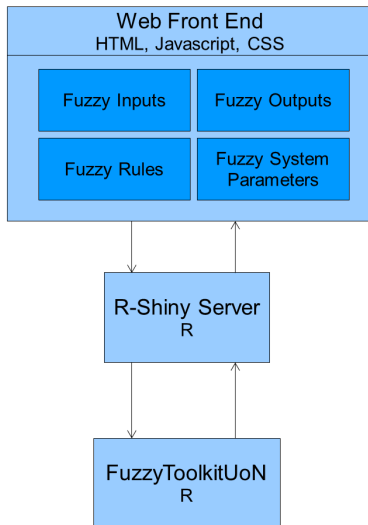 Web Front End
HTML, Javascript, CSS
Fuzzy Inputs
Fuzzy Outputs
Fuzzy Rules
Fuzzy System
Parameters
R-Shiny Server
R
FuzzyToolkitUoN
R